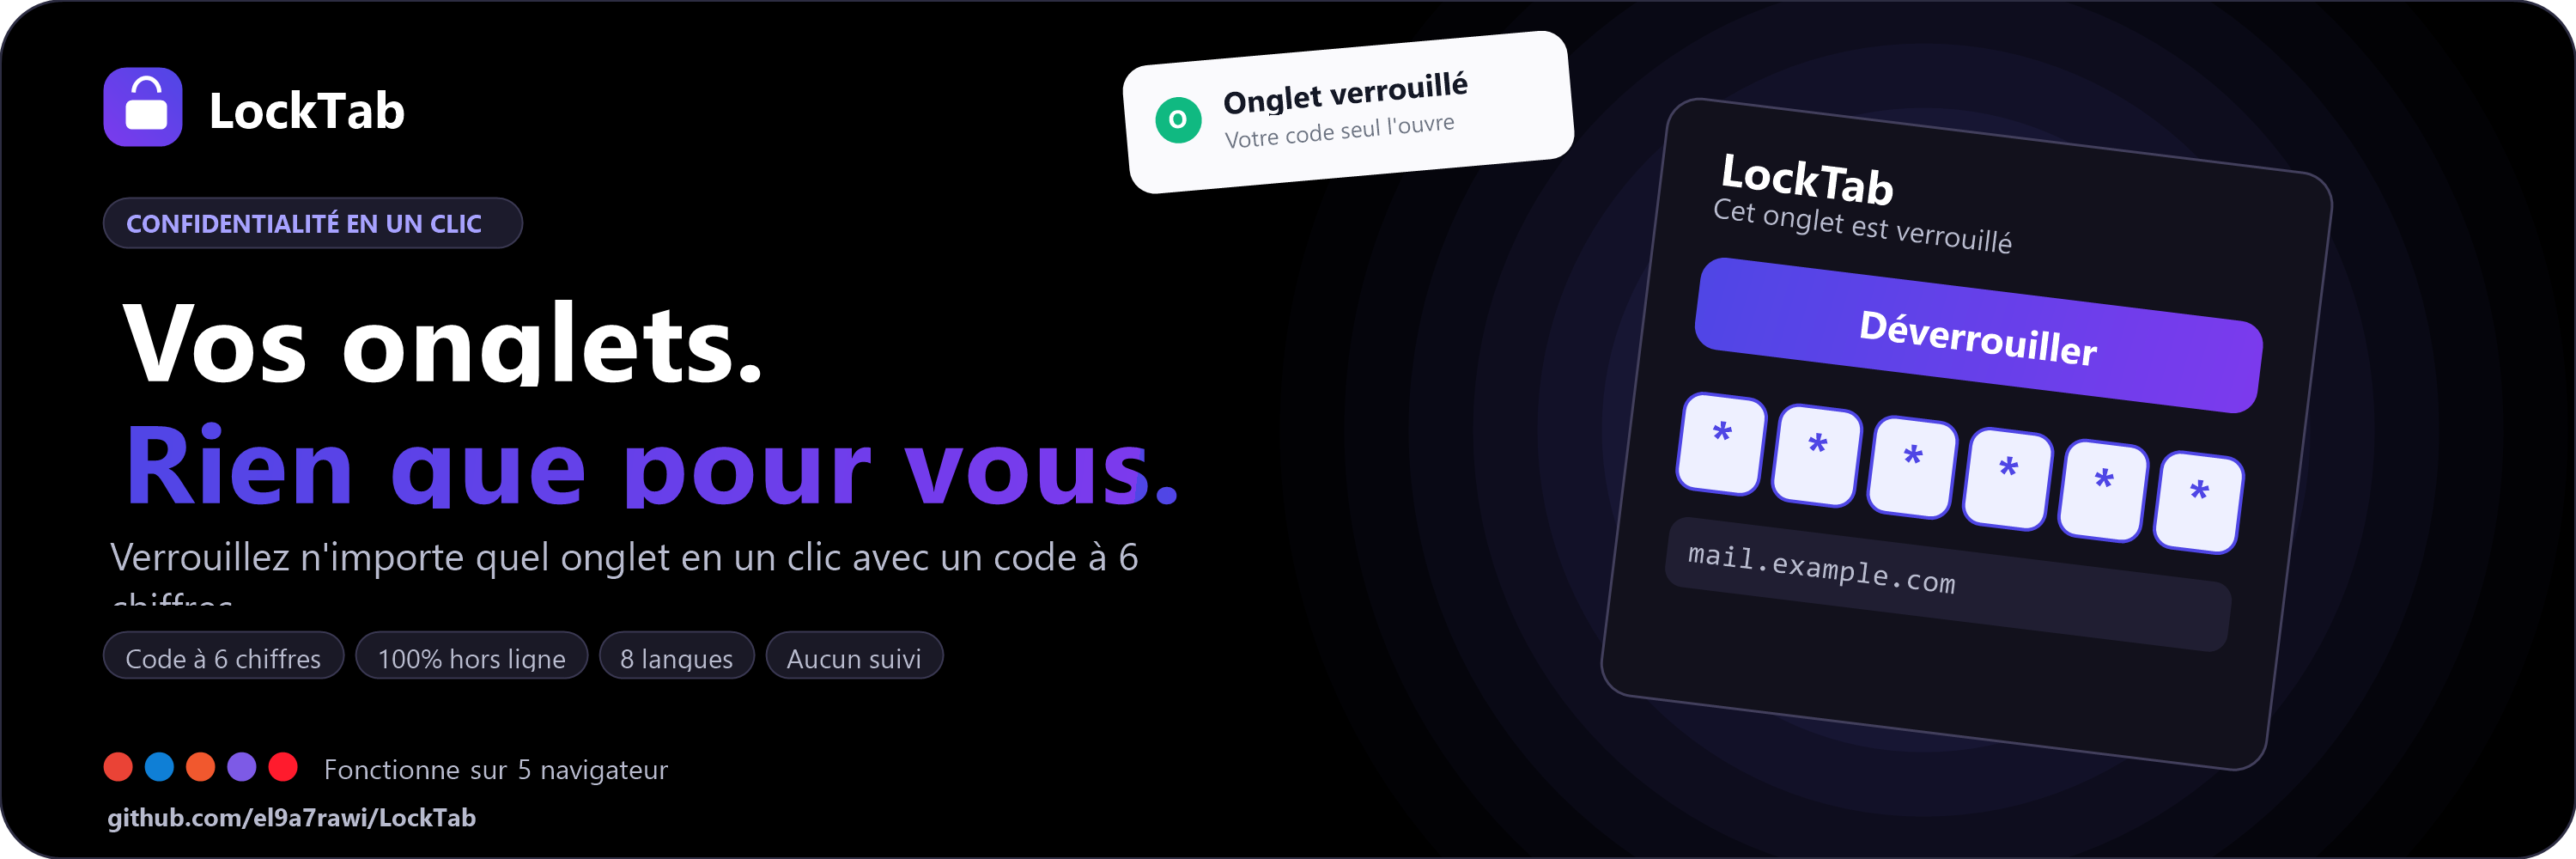 LockTab
CONFIDENTIALITÉ EN UN CLIC
Vos onglets.
Rien que pour vous.
Verrouillez n'importe quel onglet en un clic avec un code à 6
chiffres
Code à 6 chiffres
100% hors ligne
8 langues
Aucun suivi
Fonctionne sur 5 navigateur
github.com/el9a7rawi/LockTab
O
Onglet verrouillé
Votre code seul l'ouvre
LockTab
Cet onglet est verrouillé
Déverrouiller
* * * * * *
mail.example.com